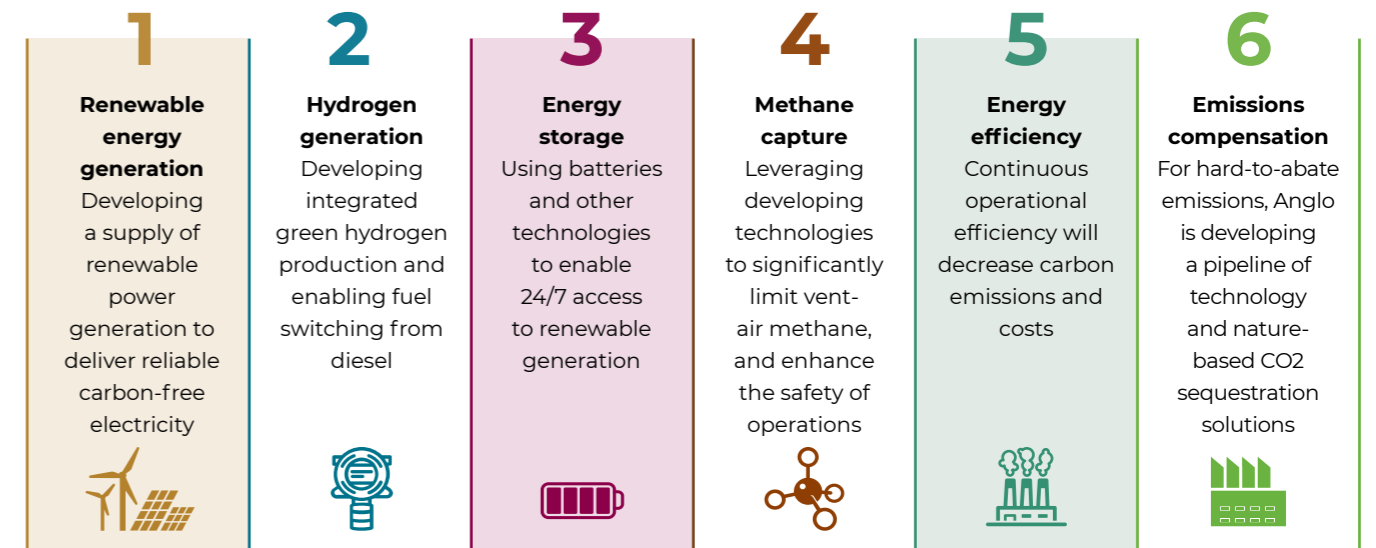 1
Renewable
energy
generation
Developing
a supply of
renewable
power
generation to
deliver reliable
carbon-free
electricity
2
Hydrogen
generation
Developing
integrated
green hydrogen
production and
enabling fuel
switching from
diesel
3
Energy
storage
Using batteries
and other
technologies
to enable
24/7 access
to renewable
generation
4
Methane
capture
Leveraging
developing
technologies
to significantly
limit vent-
air methane,
and enhance
the safety of
operations
5
Energy
efficiency
Continuous
operational
efficiency will
decrease carbon
emissions and
costs
6
Emissions
compensation
For hard-to-abate
emissions, Anglo
is developing
a pipeline of
technology
and nature-
based CO2
sequestration
solutions